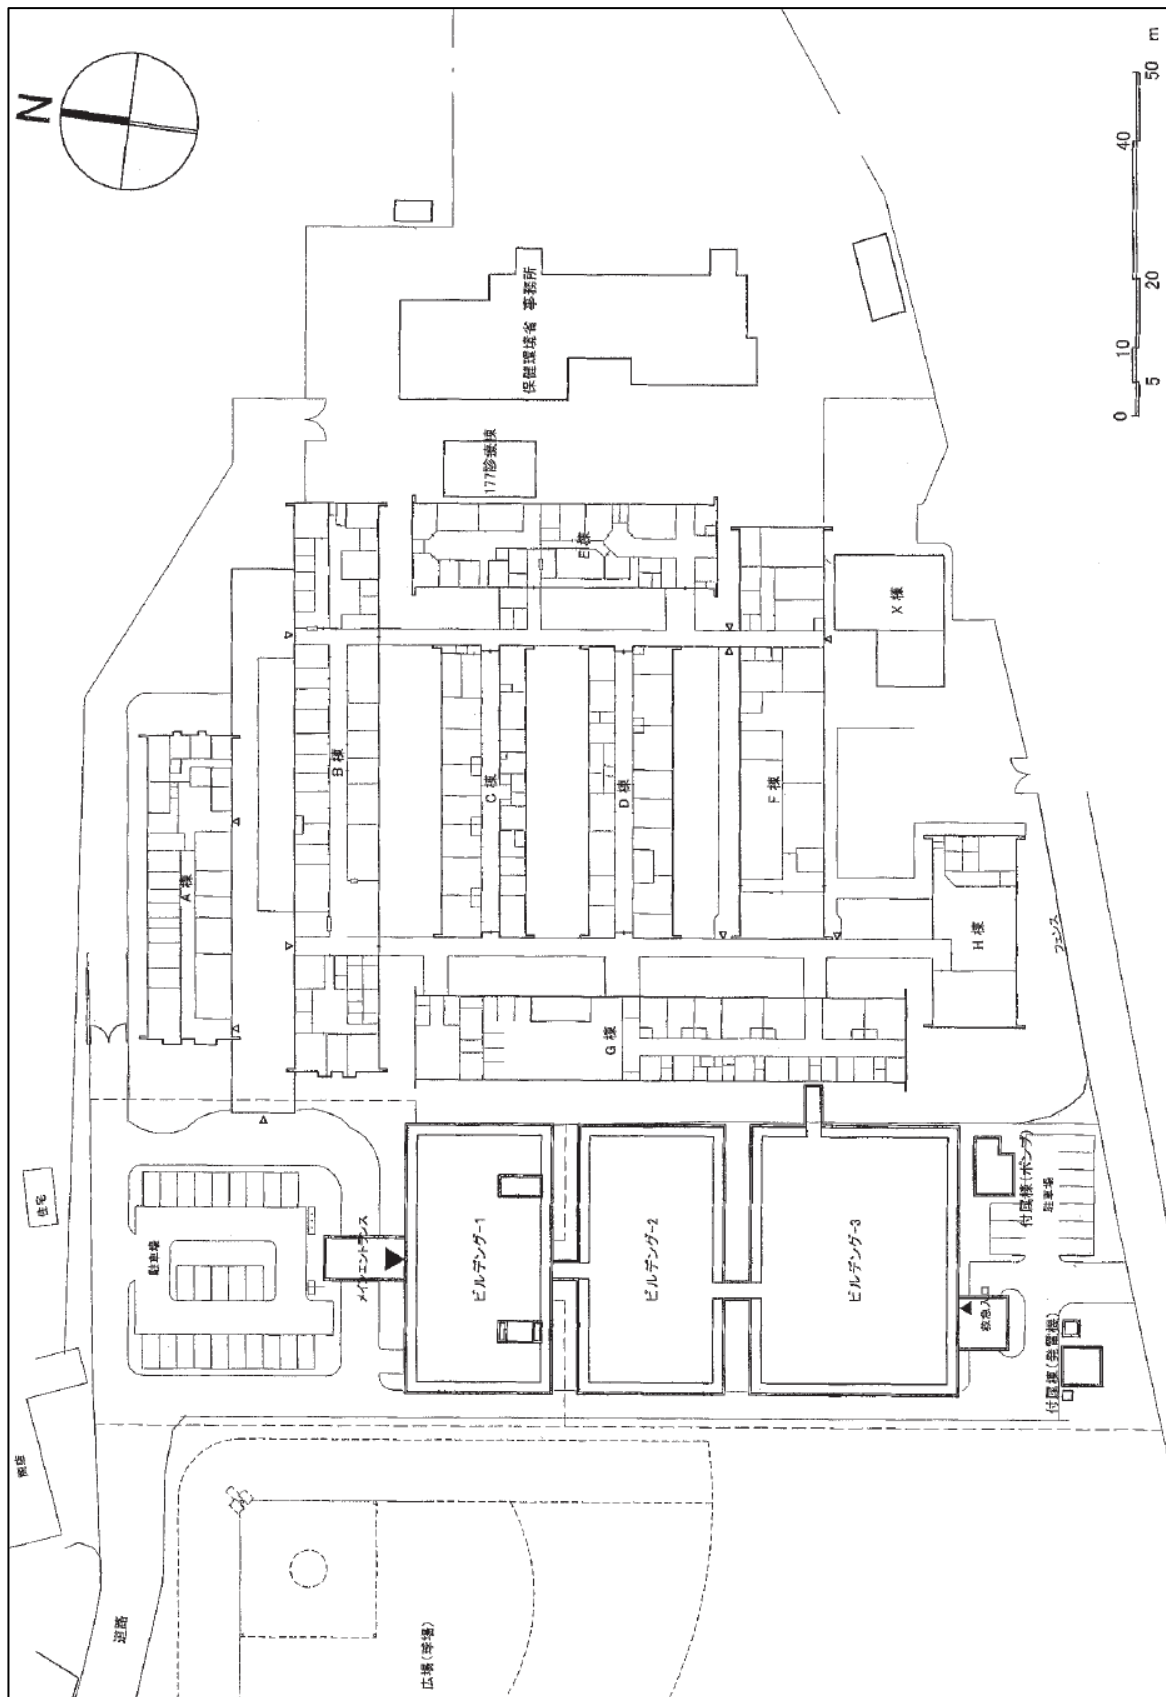 N
0
5
10
20
40
50
m
保健環境省 事務所
177診療棟
E棟
X棟
A棟
B棟
C棟
D棟
F棟
G棟
H棟
フェンス
住宅
駐車場
メインエントランス
ビルデング-1
ビルデング-2
ビルデング-3
付属棟(ポンプ)
駐車場
救急入口
付属棟(発電機)
道路
広場(球場)